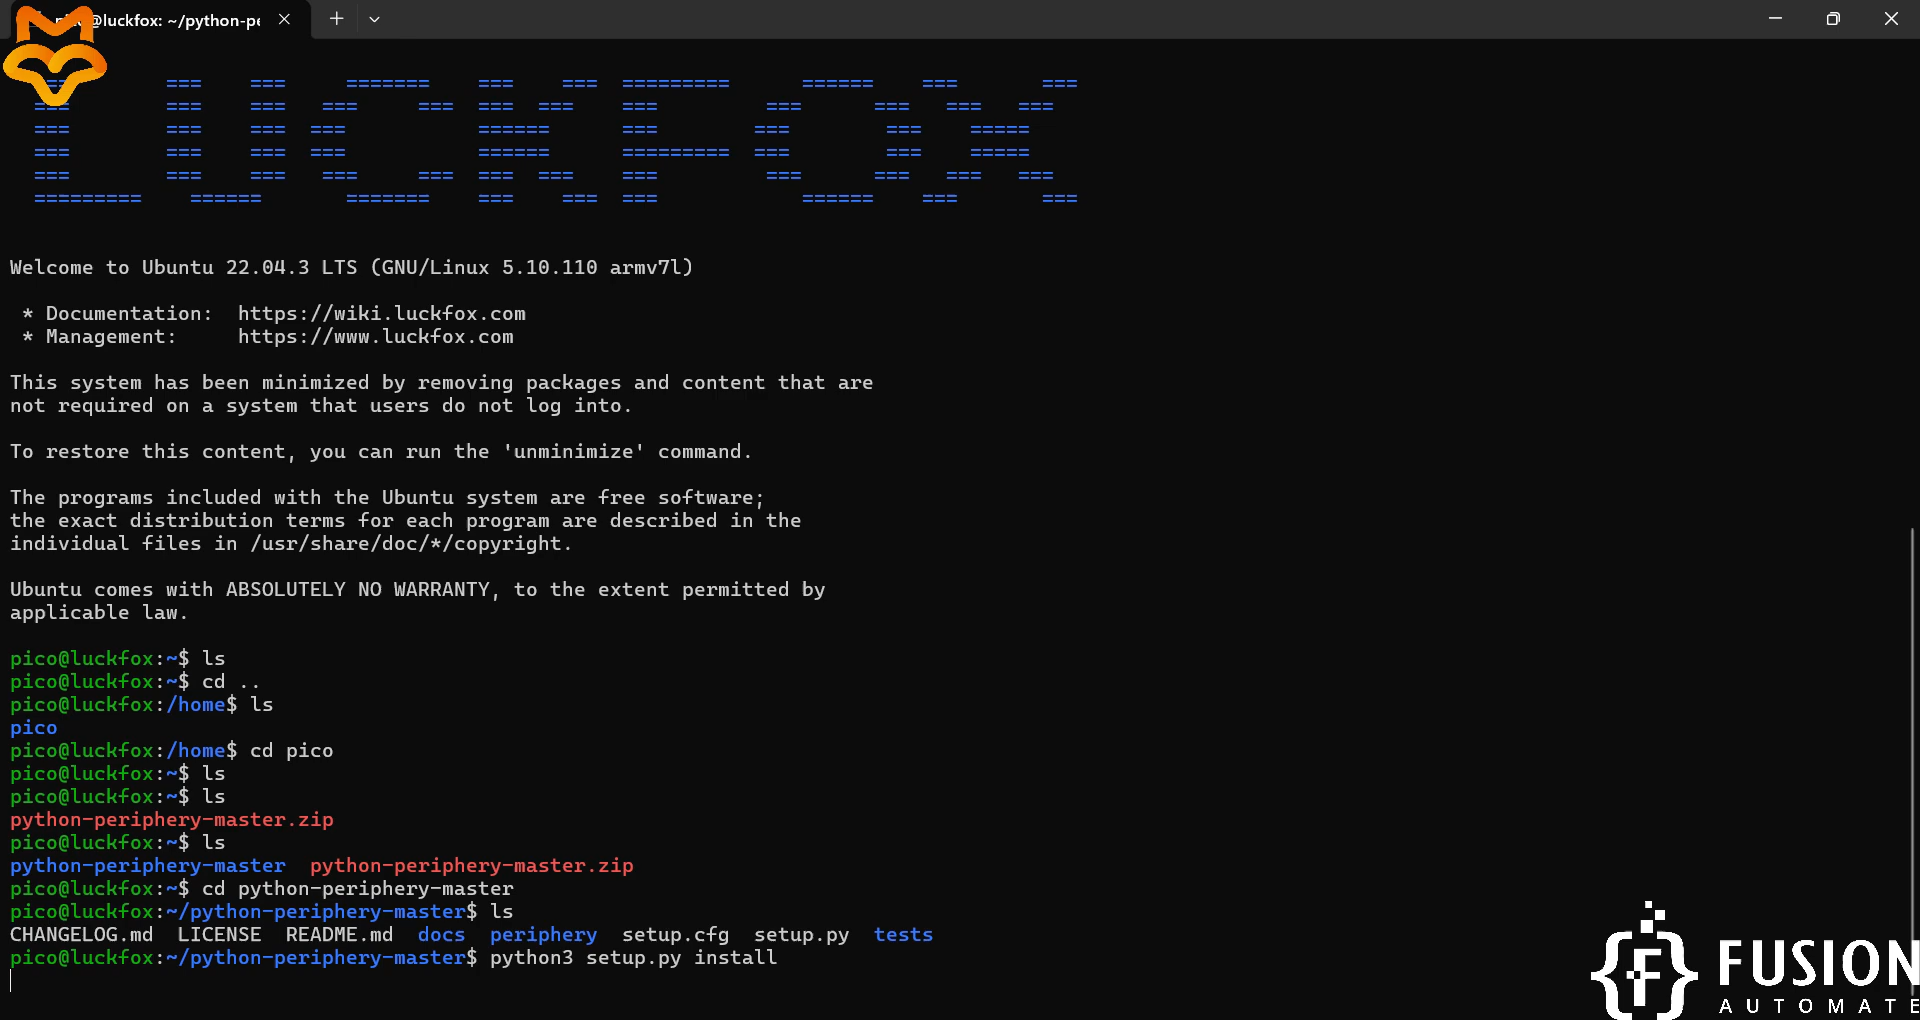 @luckfox: ~/python-pe
Welcome to Ubuntu 22.04.3 LTS (GNU/Linux 5.10.110 armv7l)
* Documentation:  https://wiki.luckfox.com
* Management:     https://www.luckfox.com
This system has been minimized by removing packages and content that are
not required on a system that users do not log into.
To restore this content, you can run the 'unminimize' command.
The programs included with the Ubuntu system are free software;
the exact distribution terms for each program are described in the
individual files in /usr/share/doc/*/copyright.
Ubuntu comes with ABSOLUTELY NO WARRANTY, to the extent permitted by
applicable law.
pico@luckfox:~$ ls
pico@luckfox:~$ cd ..
pico@luckfox:/home$ ls
pico
pico@luckfox:/home$ cd pico
pico@luckfox:~$ ls
pico@luckfox:~$ ls
python-periphery-master.zip
pico@luckfox:~$ ls
python-periphery-master  python-periphery-master.zip
pico@luckfox:~$ cd python-periphery-master
pico@luckfox:~/python-periphery-master$ ls
CHANGELOG.md  LICENSE  README.md  docs  periphery  setup.cfg  setup.py  tests
pico@luckfox:~/python-periphery-master$ python3 setup.py install
FUSION
AUTOMATE